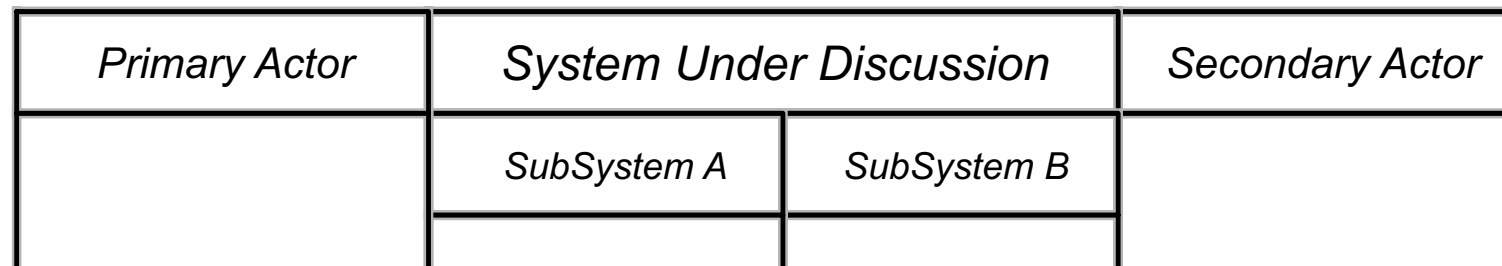 Primary Actor System Under Discussion Secondary Actor
SubSystem A SubSystem B